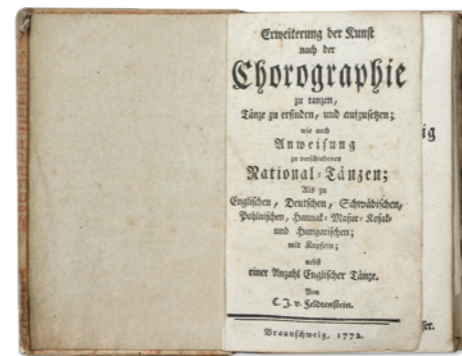 Erweiterung der Kunst
nach der
Chorographie
zu tanzen,
Tänze zu erfinden, und aufzusetzen;
wie auch
Anweisung
zu verschiedenen
National-Tänzen;
Als zu
Englischen, Deutschen, Schwäbischen,
Pohlnischen, Hannak- Masur- Kosak-
und Hungarischen;
mit Kupfern;
nebst
einer Anzahl Englischer Tänze.
Von
C. J. v. Feldtenstein.
Braunschweig, 1772.
ig